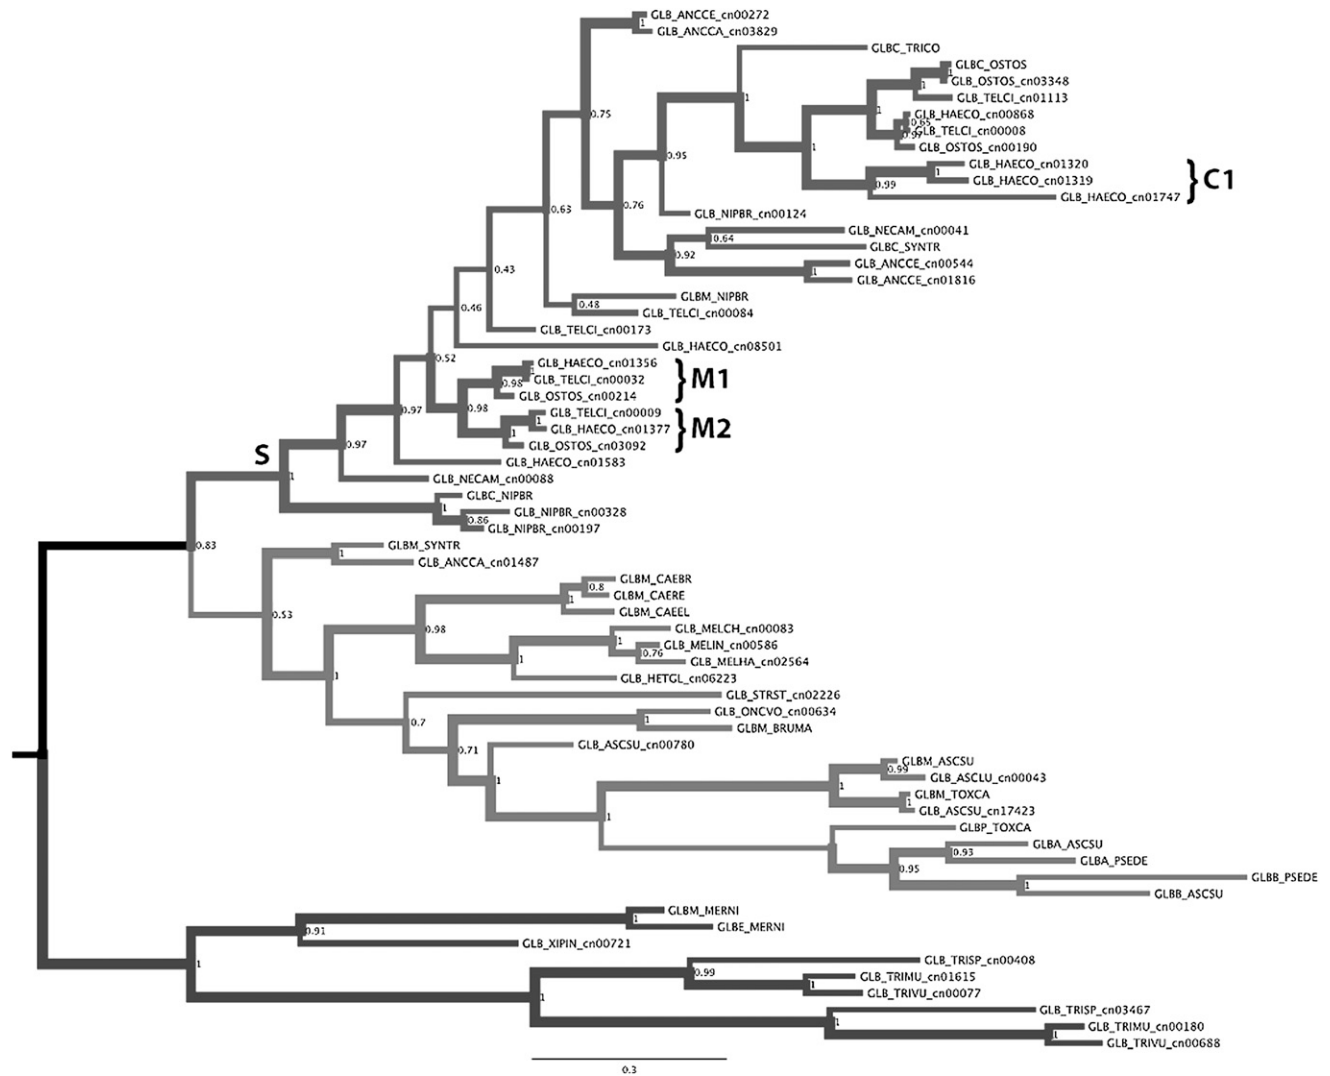 GLB_ANCCE_cn00272
1
GLB_ANCCA_cn03829
GLBC_TRICO
GLBC_OSTOS
1
GLB_OSTOS_cn03348
1
GLB_TELCI_cn01113
0.75
1
1
GLB_HAECO_cn00868
0.65
GLB_TELCI_cn00008
GLB_OSTOS_cn00190
1
0.95
GLB_HAECO_cn01320
1
GLB_HAECO_cn01319
0.99
C1
GLB_HAECO_cn01747
0.76
0.63
GLB_NIPBR_cn00124
GLB_NECAM_cn00041
0.64
GLBC_SYNTR
0.92
GLB_ANCCE_cn00544
1
GLB_ANCCE_cn01816
0.43
GLBM_NIPBR
0.48
GLB_TELCI_cn00084
0.46
GLB_TELCI_cn00173
GLB_HAECO_cn08501
0.52
GLB_HAECO_cn01356
1
GLB_TELCI_cn00032
0.98
M1
GLB_OSTOS_cn00214
0.98
0.97
GLB_TELCI_cn00009
1
GLB_HAECO_cn01377
1
M2
GLB_OSTOS_cn03092
0.97
S
GLB_HAECO_cn01583
1
GLB_NECAM_cn00088
GLBC_NIPBR
1
GLB_NIPBR_cn00328
0.86
GLB_NIPBR_cn00197
0.83
GLBM_SYNTR
1
GLB_ANCCA_cn01487
GLBM_CAEBR
0.8
GLBM_CAERE
1
GLBM_CAEEL
0.53
0.98
GLB_MELCH_cn00083
1
GLB_MELIN_cn00586
0.76
GLB_MELHA_cn02564
1
GLB_HETGL_cn06223
1
GLB_STRST_cn02226
0.7
GLB_ONCVO_cn00634
1
GLBM_BRUMA
0.71
GLB_ASCSU_cn00780
1
GLBM_ASCSU
0.99
GLB_ASCLU_cn00043
1
GLBM_TOXCA
1
GLB_ASCSU_cn17423
1
GLBP_TOXCA
GLBA_ASCSU
0.93
GLBA_PSEDE
0.95
GLBB_PSEDE
1
GLBB_ASCSU
GLBM_MERNI
1
GLBE_MERNI
0.91
GLB_XIPIN_cn00721
1
GLB_TRISP_cn00408
0.99
GLB_TRIMU_cn01615
1
GLB_TRIVU_cn00077
1
GLB_TRISP_cn03467
1
GLB_TRIMU_cn00180
1
GLB_TRIVU_cn00688
0.3